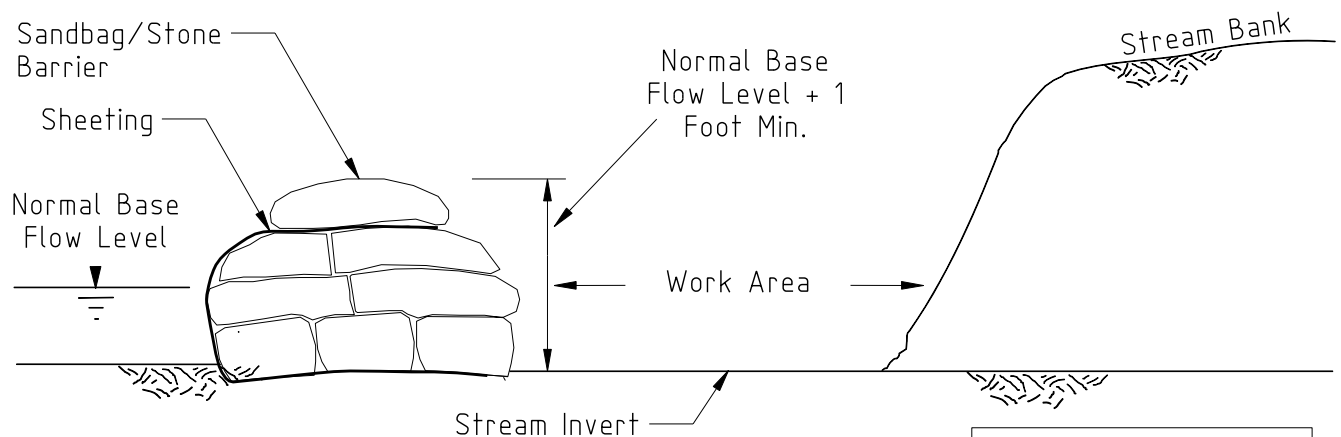 Sandbag/Stone
Barrier
Sheeting
Normal Base
Flow Level
Normal Base
Flow Level + 1
Foot Min.
Stream Bank
Work Area
Stream Invert